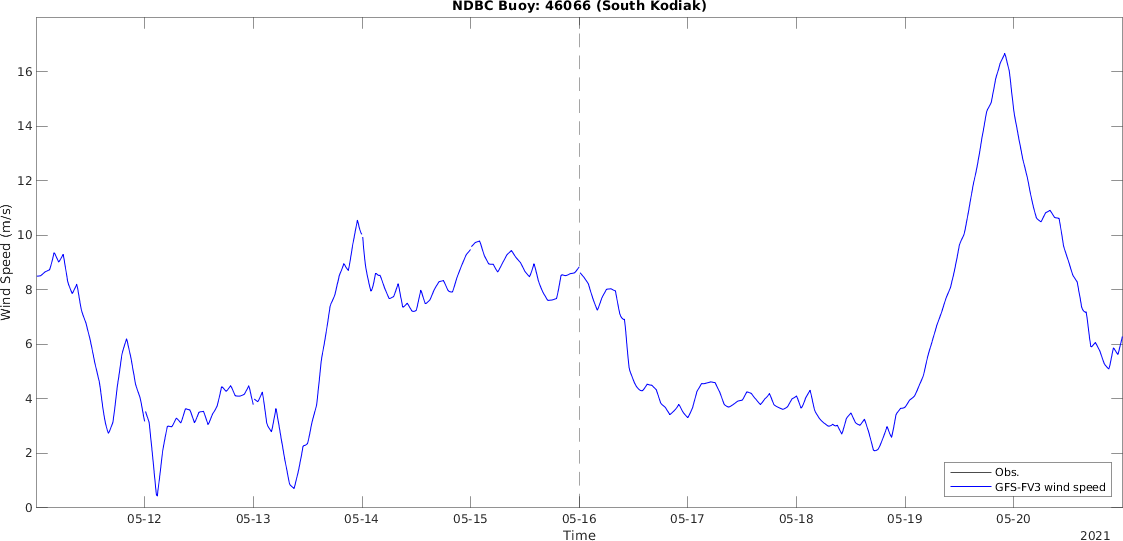 NDBC Buoy: 46066 (South Kodiak)
Wind Speed (m/s)
16
14
12
10
8
6
4
2
0
05-12 05-13 05-14 05-15 05-16 05-17 05-18 05-19 05-20
Time
2021
Obs.
GFS-FV3 wind speed